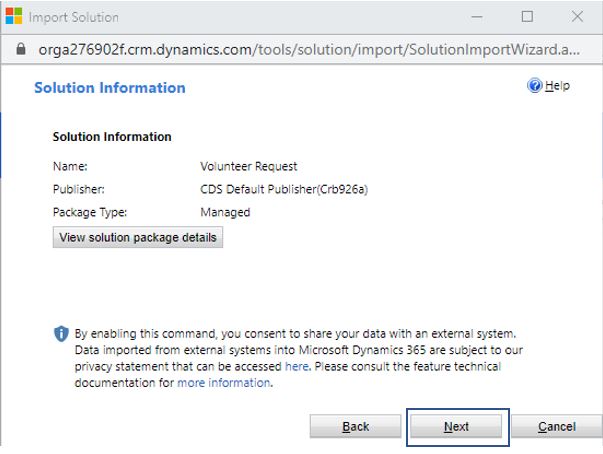 Import Solution
orga276902f.crm.dynamics.com/tools/solution/import/SolutionImportWizard.a...
Solution Information
Help
Solution Information
Name: Volunteer Request
Publisher: CDS Default Publisher(Crb926a)
Package Type: Managed
View solution package details
By enabling this command, you consent to share your data with an external system.
Data imported from external systems into Microsoft Dynamics 365 are subject to our
privacy statement that can be accessed here. Please consult the feature technical
documentation for more information.
Back Next Cancel